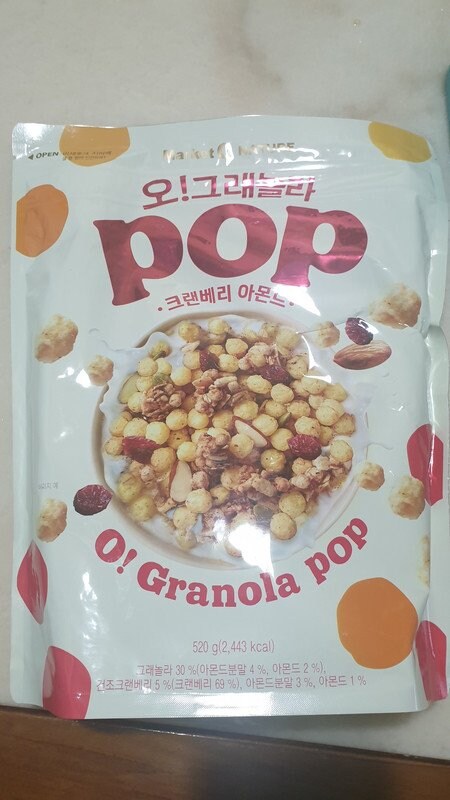 OPEN
Market O
오!그래놀라
pop
·크랜베리 아몬드·
O! Granola pop
520 g(2,443 kcal)
그래놀라 30 %(아몬드분말 4 %, 아몬드 2 %),
건조크랜베리 5 %(크랜베리 69 %), 아몬드분말 3 %, 아몬드 1 %